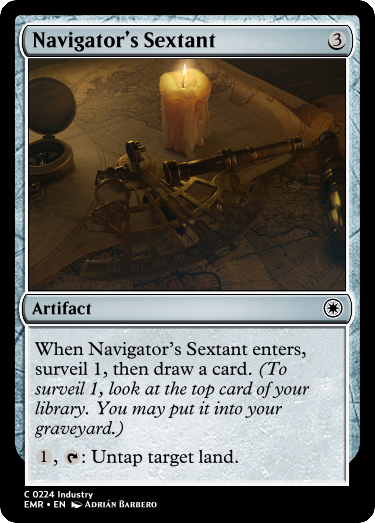 Navigator's Sextant 3
Artifact
When Navigator's Sextant enters,
surveil 1, then draw a card. (To
surveil 1, look at the top card of your
library. You may put it into your
graveyard.)
1, : Untap target land.
C 0224 Industry
EMR • EN Adrián Barbero